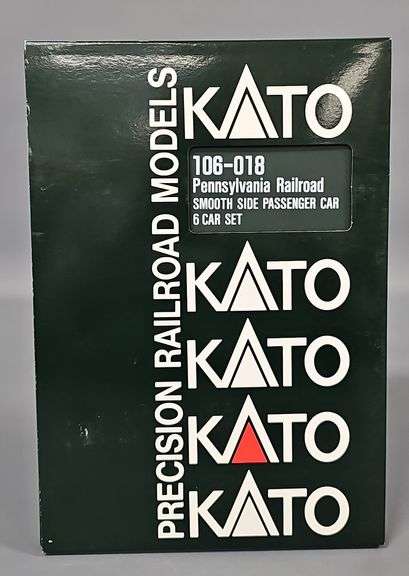 PRECISION RAILROAD MODELS
KATO
106-018
Pennsylvania Railroad
SMOOTH SIDE PASSENGER CAR
6 CAR SET
KATO
KATO
KATO
KATO